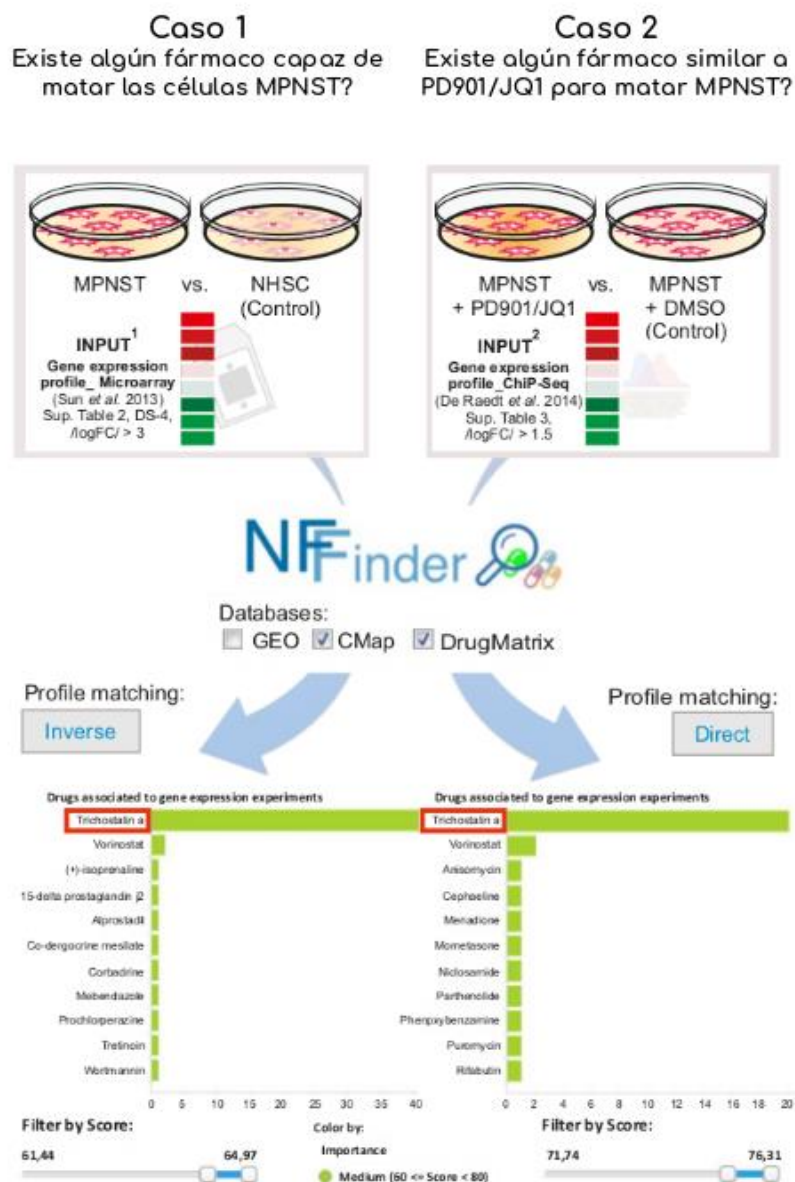 Caso 1
Existe algún fármaco capaz de
matar las células MPNST?
Caso 2
Existe algún fármaco similar a
PD901/JQ1 para matar MPNST?
MPNST vs. NHSC
(Control)
INPUT1
Gene expression
profile_ Microarray
(Sun et al. 2013)
Sup. Table 2, DS-4,
/logFC/ > 3
MPNST vs. MPNST
+ PD901/JQ1 + DMSO
(Control)
INPUT2
Gene expression
profile_ChiP-Seq
(De Raedt et al. 2014)
Sup. Table 3,
/logFC/ > 1.5
NFFinder
Databases:
GEO CMap DrugMatrix
Profile matching:
Inverse
Profile matching:
Direct
Drugs associated to gene expression experiments
Trichostatin a
Vorinostat
(+)-isoprenaline
15-delta prostaglandin j2
Alprostadil
Co-dergocrine mesilate
Corbadrine
Mebendazole
Prochlorperazine
Tretinoin
Wortmannin
0 5 10 15 20 25 30 35 40
Drugs associated to gene expression experiments
Trichostatin a
Vorinostat
Anisomycin
Cephaeline
Menadione
Mometasone
Niclosamide
Parthenolide
Phenoxybenzamine
Puromycin
Rifabutin
0 2 4 6 8 10 12 14 16 18 20
Filter by Score:
61,44 64,97
Color by:
Importance
Medium (60 <= Score < 80)
Filter by Score:
71,74 76,31